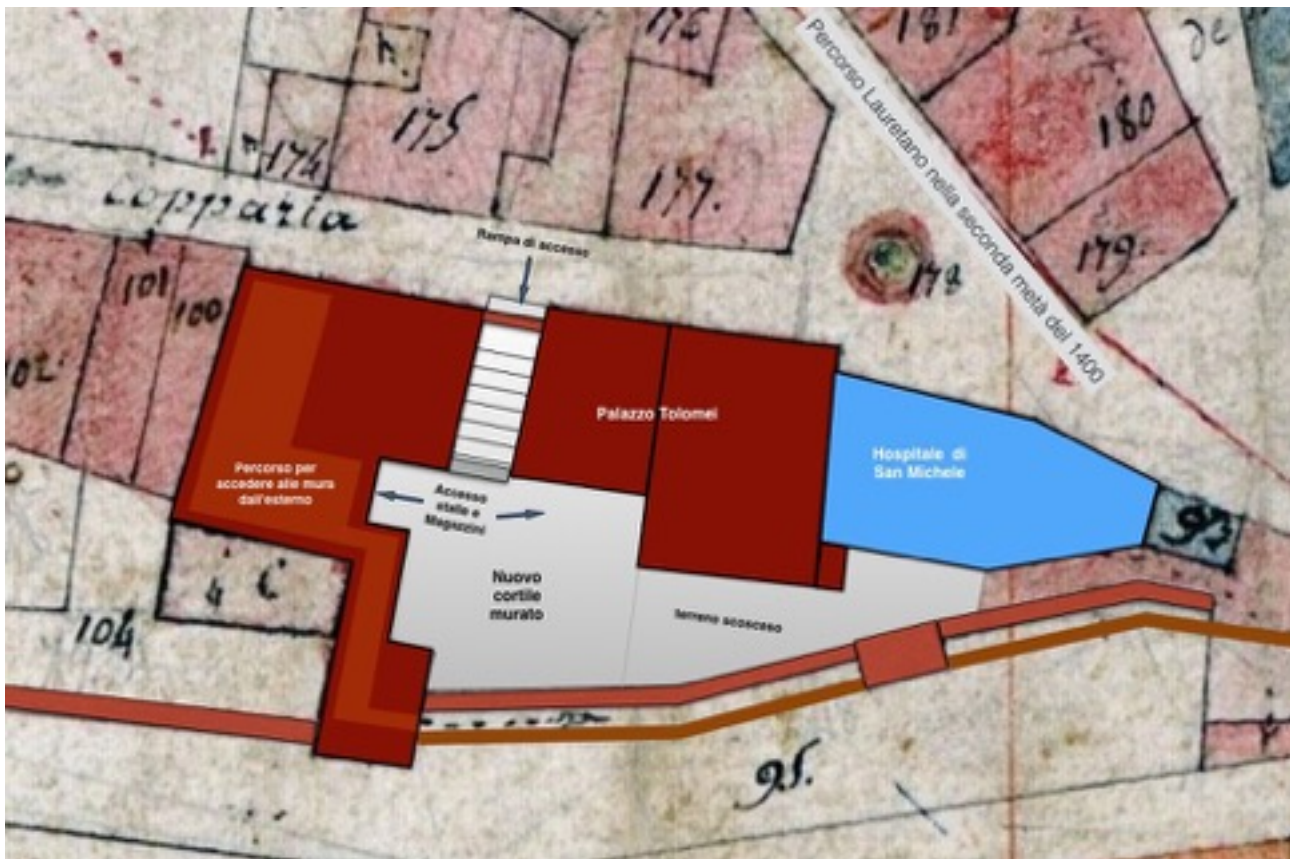 176
181
de
h.
175
180
174
177.
179.
Percorso Lauretano nella seconda metà del 1400
copparia
Rampa di accesso
178
101
100
102.
Palazzo Tolomei
Hospitale di
San Michele
Percorso per
accedere alle mura
dall'esterno
Accesso
stalle e
Magazzini
93
Nuovo
cortile
murato
terreno scosceso
104
95.